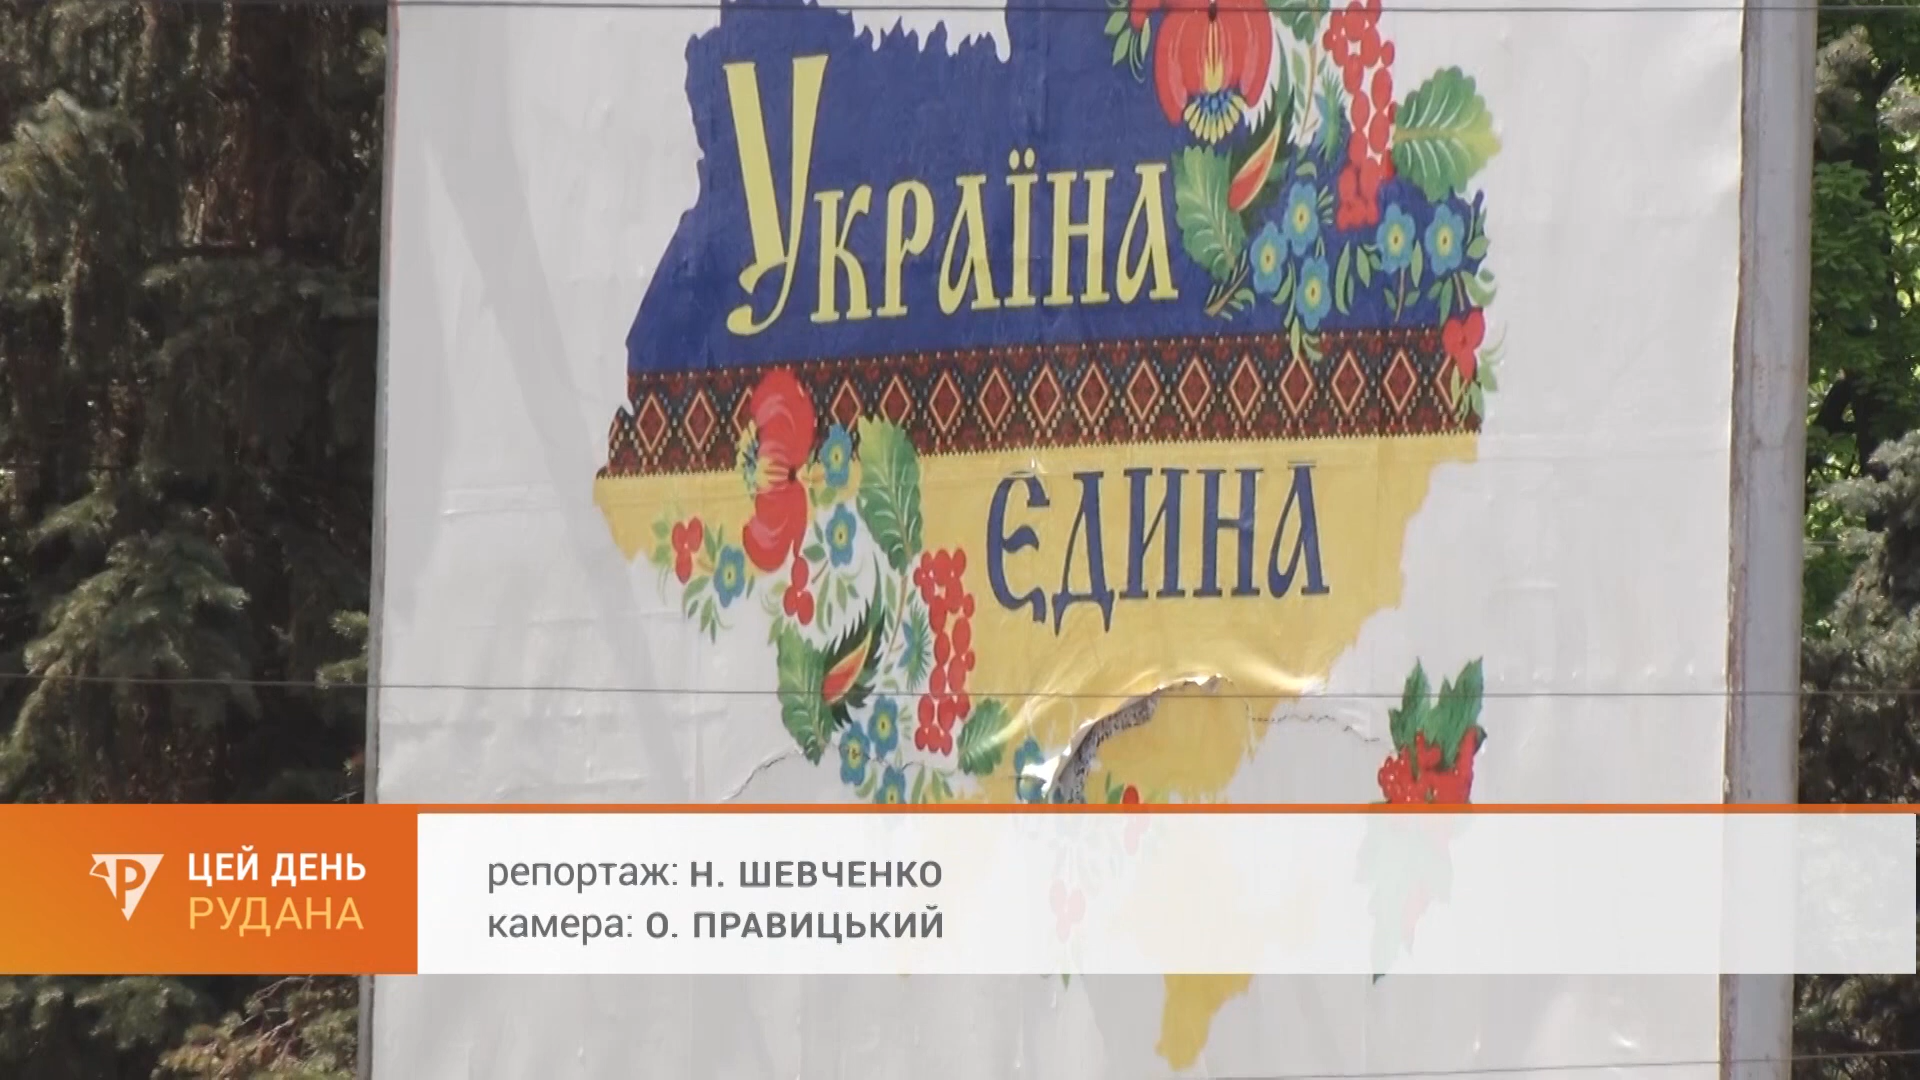 Україна
єдина
ЦЕЙ ДЕНЬ
РУДАНА
репортаж: Н. ШЕВЧЕНКО
камера: О. ПРАВИЦЬКИЙ